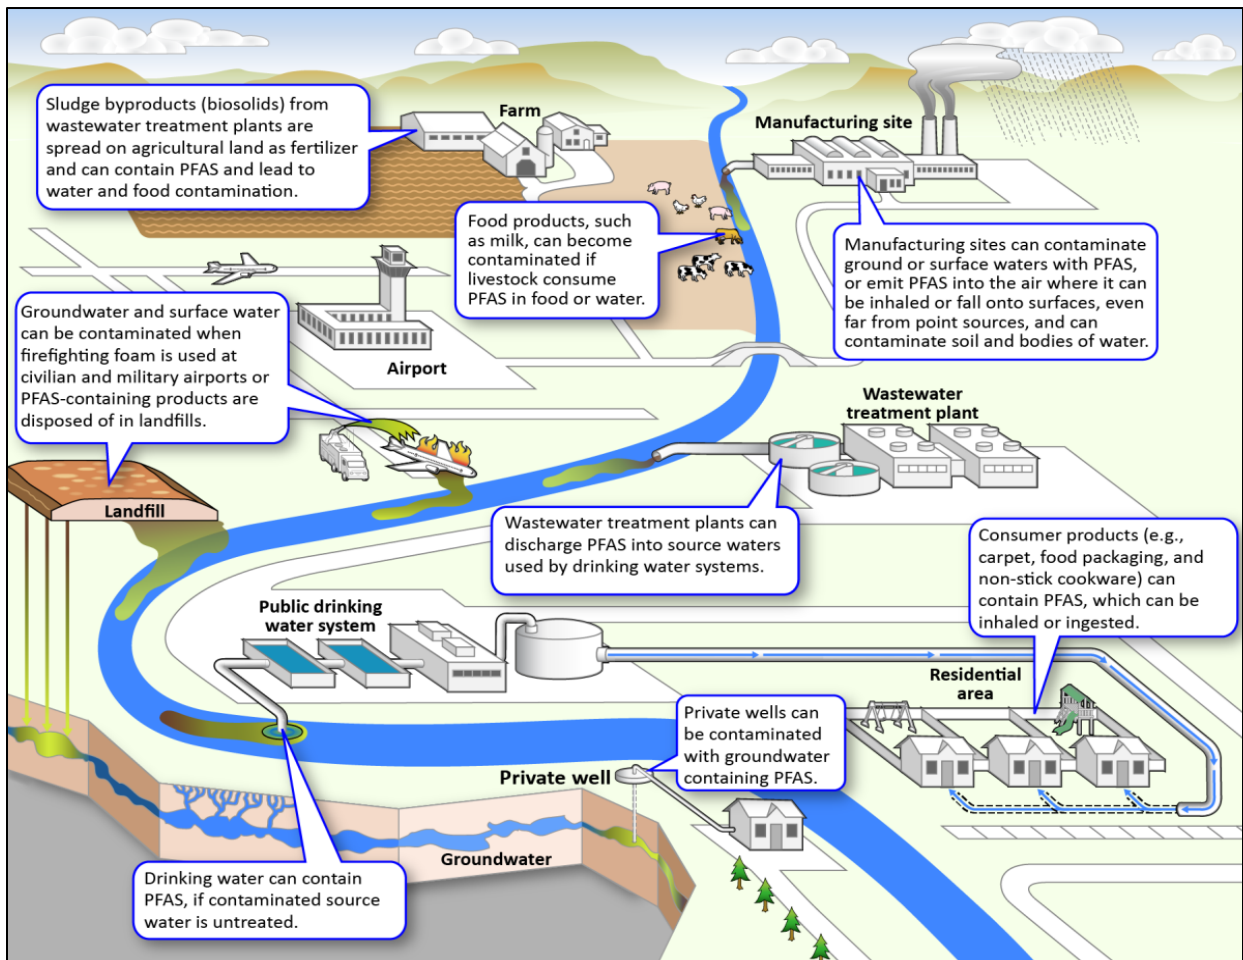 Sludge byproducts (biosolids) from
wastewater treatment plants are
spread on agricultural land as fertilizer
and can contain PFAS and lead to
water and food contamination.
Farm
Manufacturing site
Food products, such
as milk, can become
contaminated if
livestock consume
PFAS in food or water.
Manufacturing sites can contaminate
ground or surface waters with PFAS,
or emit PFAS into the air where it can
be inhaled or fall onto surfaces, even
far from point sources, and can
contaminate soil and bodies of water.
Groundwater and surface water
can be contaminated when
firefighting foam is used at
civilian and military airports or
PFAS-containing products are
disposed of in landfills.
Airport
Wastewater
treatment plant
Landfill
Wastewater treatment plants can
discharge PFAS into source waters
used by drinking water systems.
Consumer products (e.g.,
carpet, food packaging, and
non-stick cookware) can
contain PFAS, which can be
inhaled or ingested.
Public drinking
water system
Residential
area
Private wells can
be contaminated
with groundwater
containing PFAS.
Private well
Groundwater
Drinking water can contain
PFAS, if contaminated source
water is untreated.